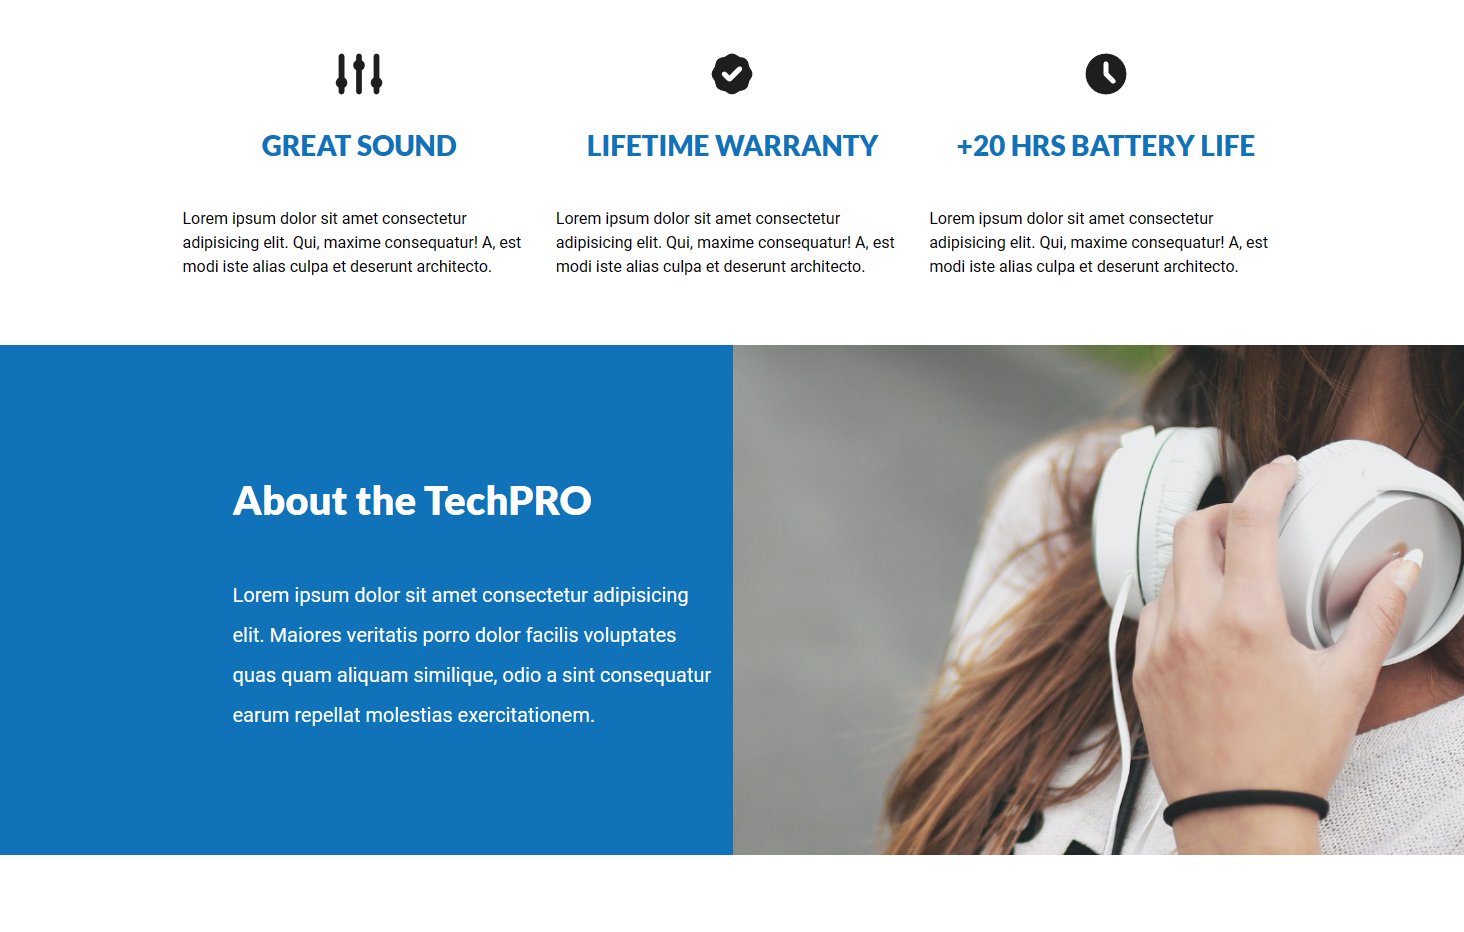 GREAT SOUND
LIFETIME WARRANTY
+20 HRS BATTERY LIFE
Lorem ipsum dolor sit amet consectetur
adipisicing elit. Qui, maxime consequatur! A, est
modi iste alias culpa et deserunt architecto.
Lorem ipsum dolor sit amet consectetur
adipisicing elit. Qui, maxime consequatur! A, est
modi iste alias culpa et deserunt architecto.
Lorem ipsum dolor sit amet consectetur
adipisicing elit. Qui, maxime consequatur! A, est
modi iste alias culpa et deserunt architecto.
About the TechPRO
Lorem ipsum dolor sit amet consectetur adipisicing
elit. Maiores veritatis porro dolor facilis voluptates
quas quam aliquam similique, odio a sint consequatur
earum repellat molestias exercitationem.